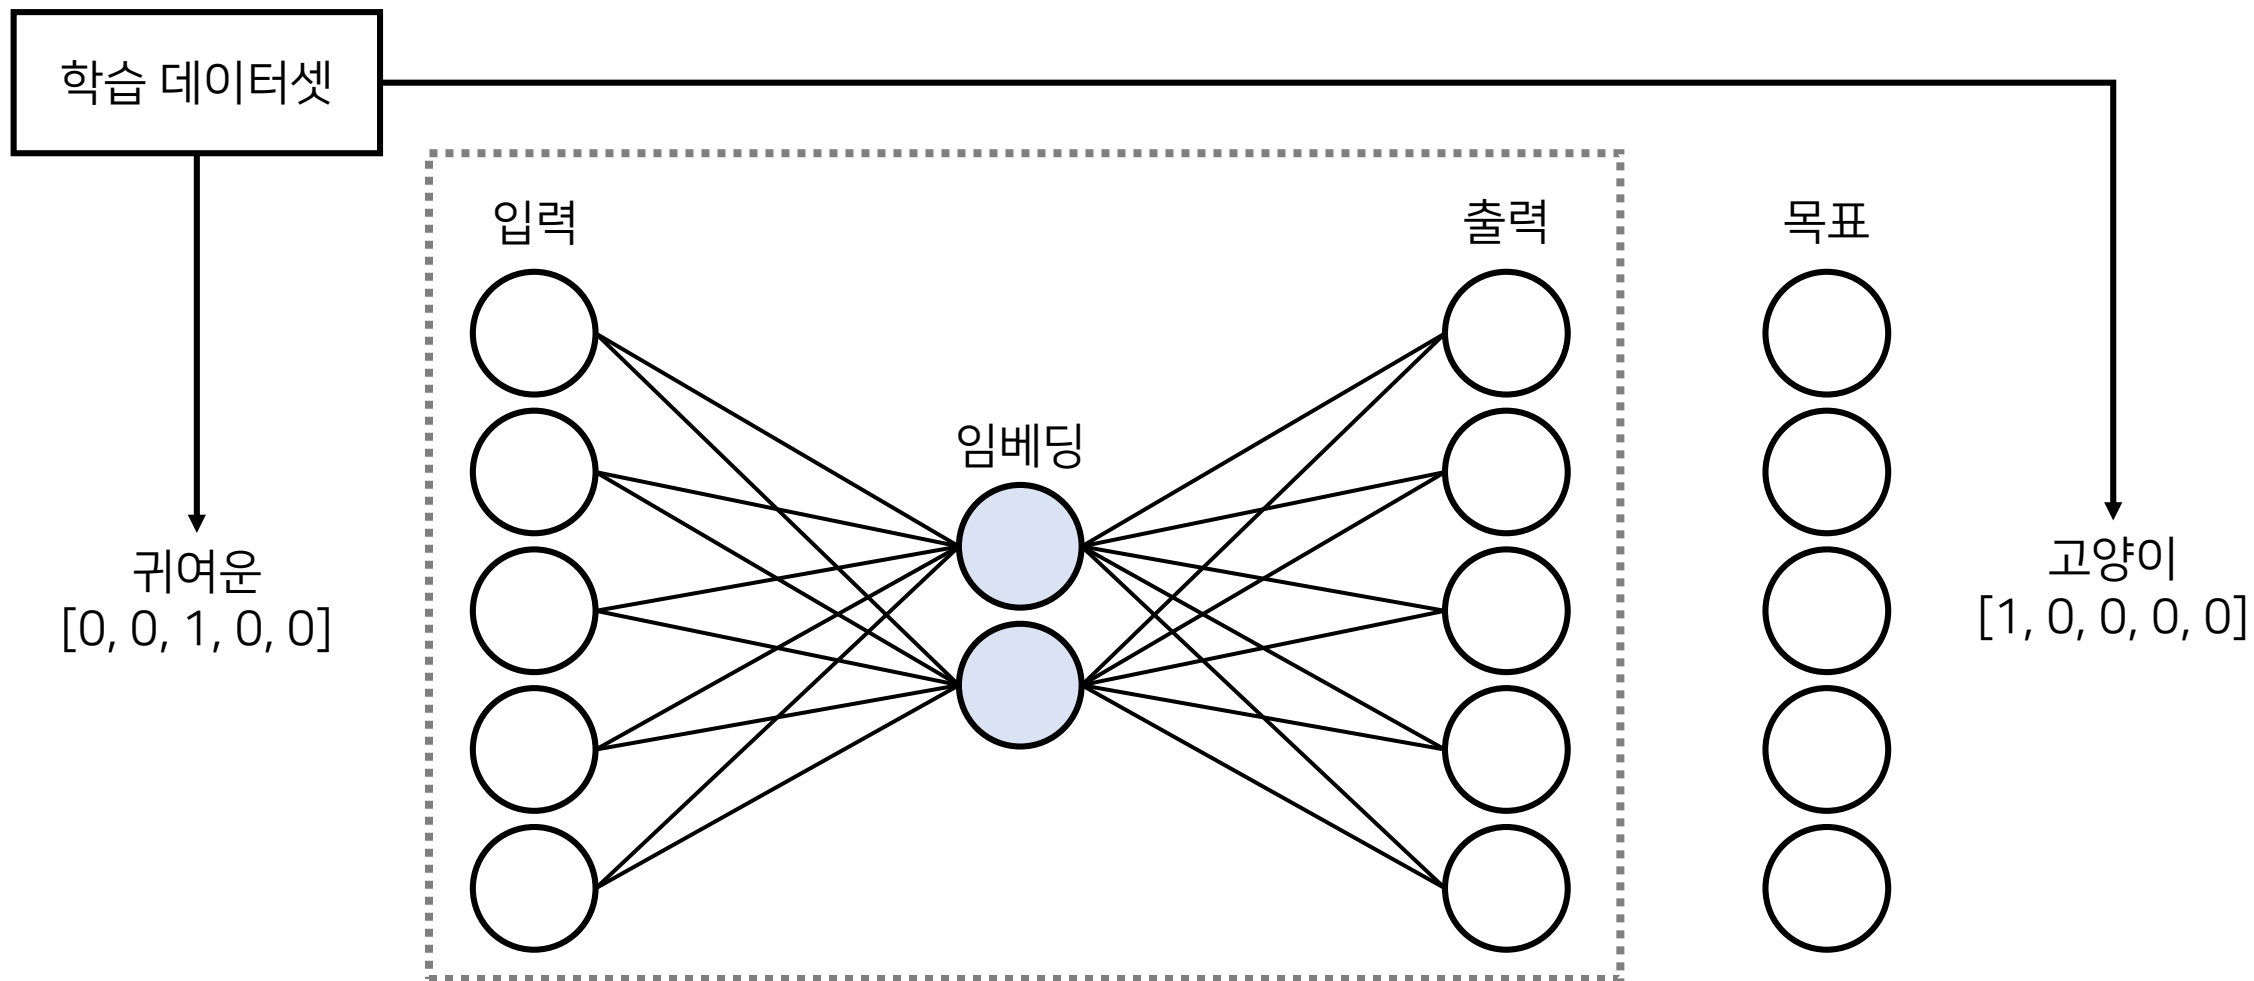 학습 데이터셋
입력
출력
목표
임베딩
귀여운
[0, 0, 1, 0, 0]
고양이
[1, 0, 0, 0, 0]